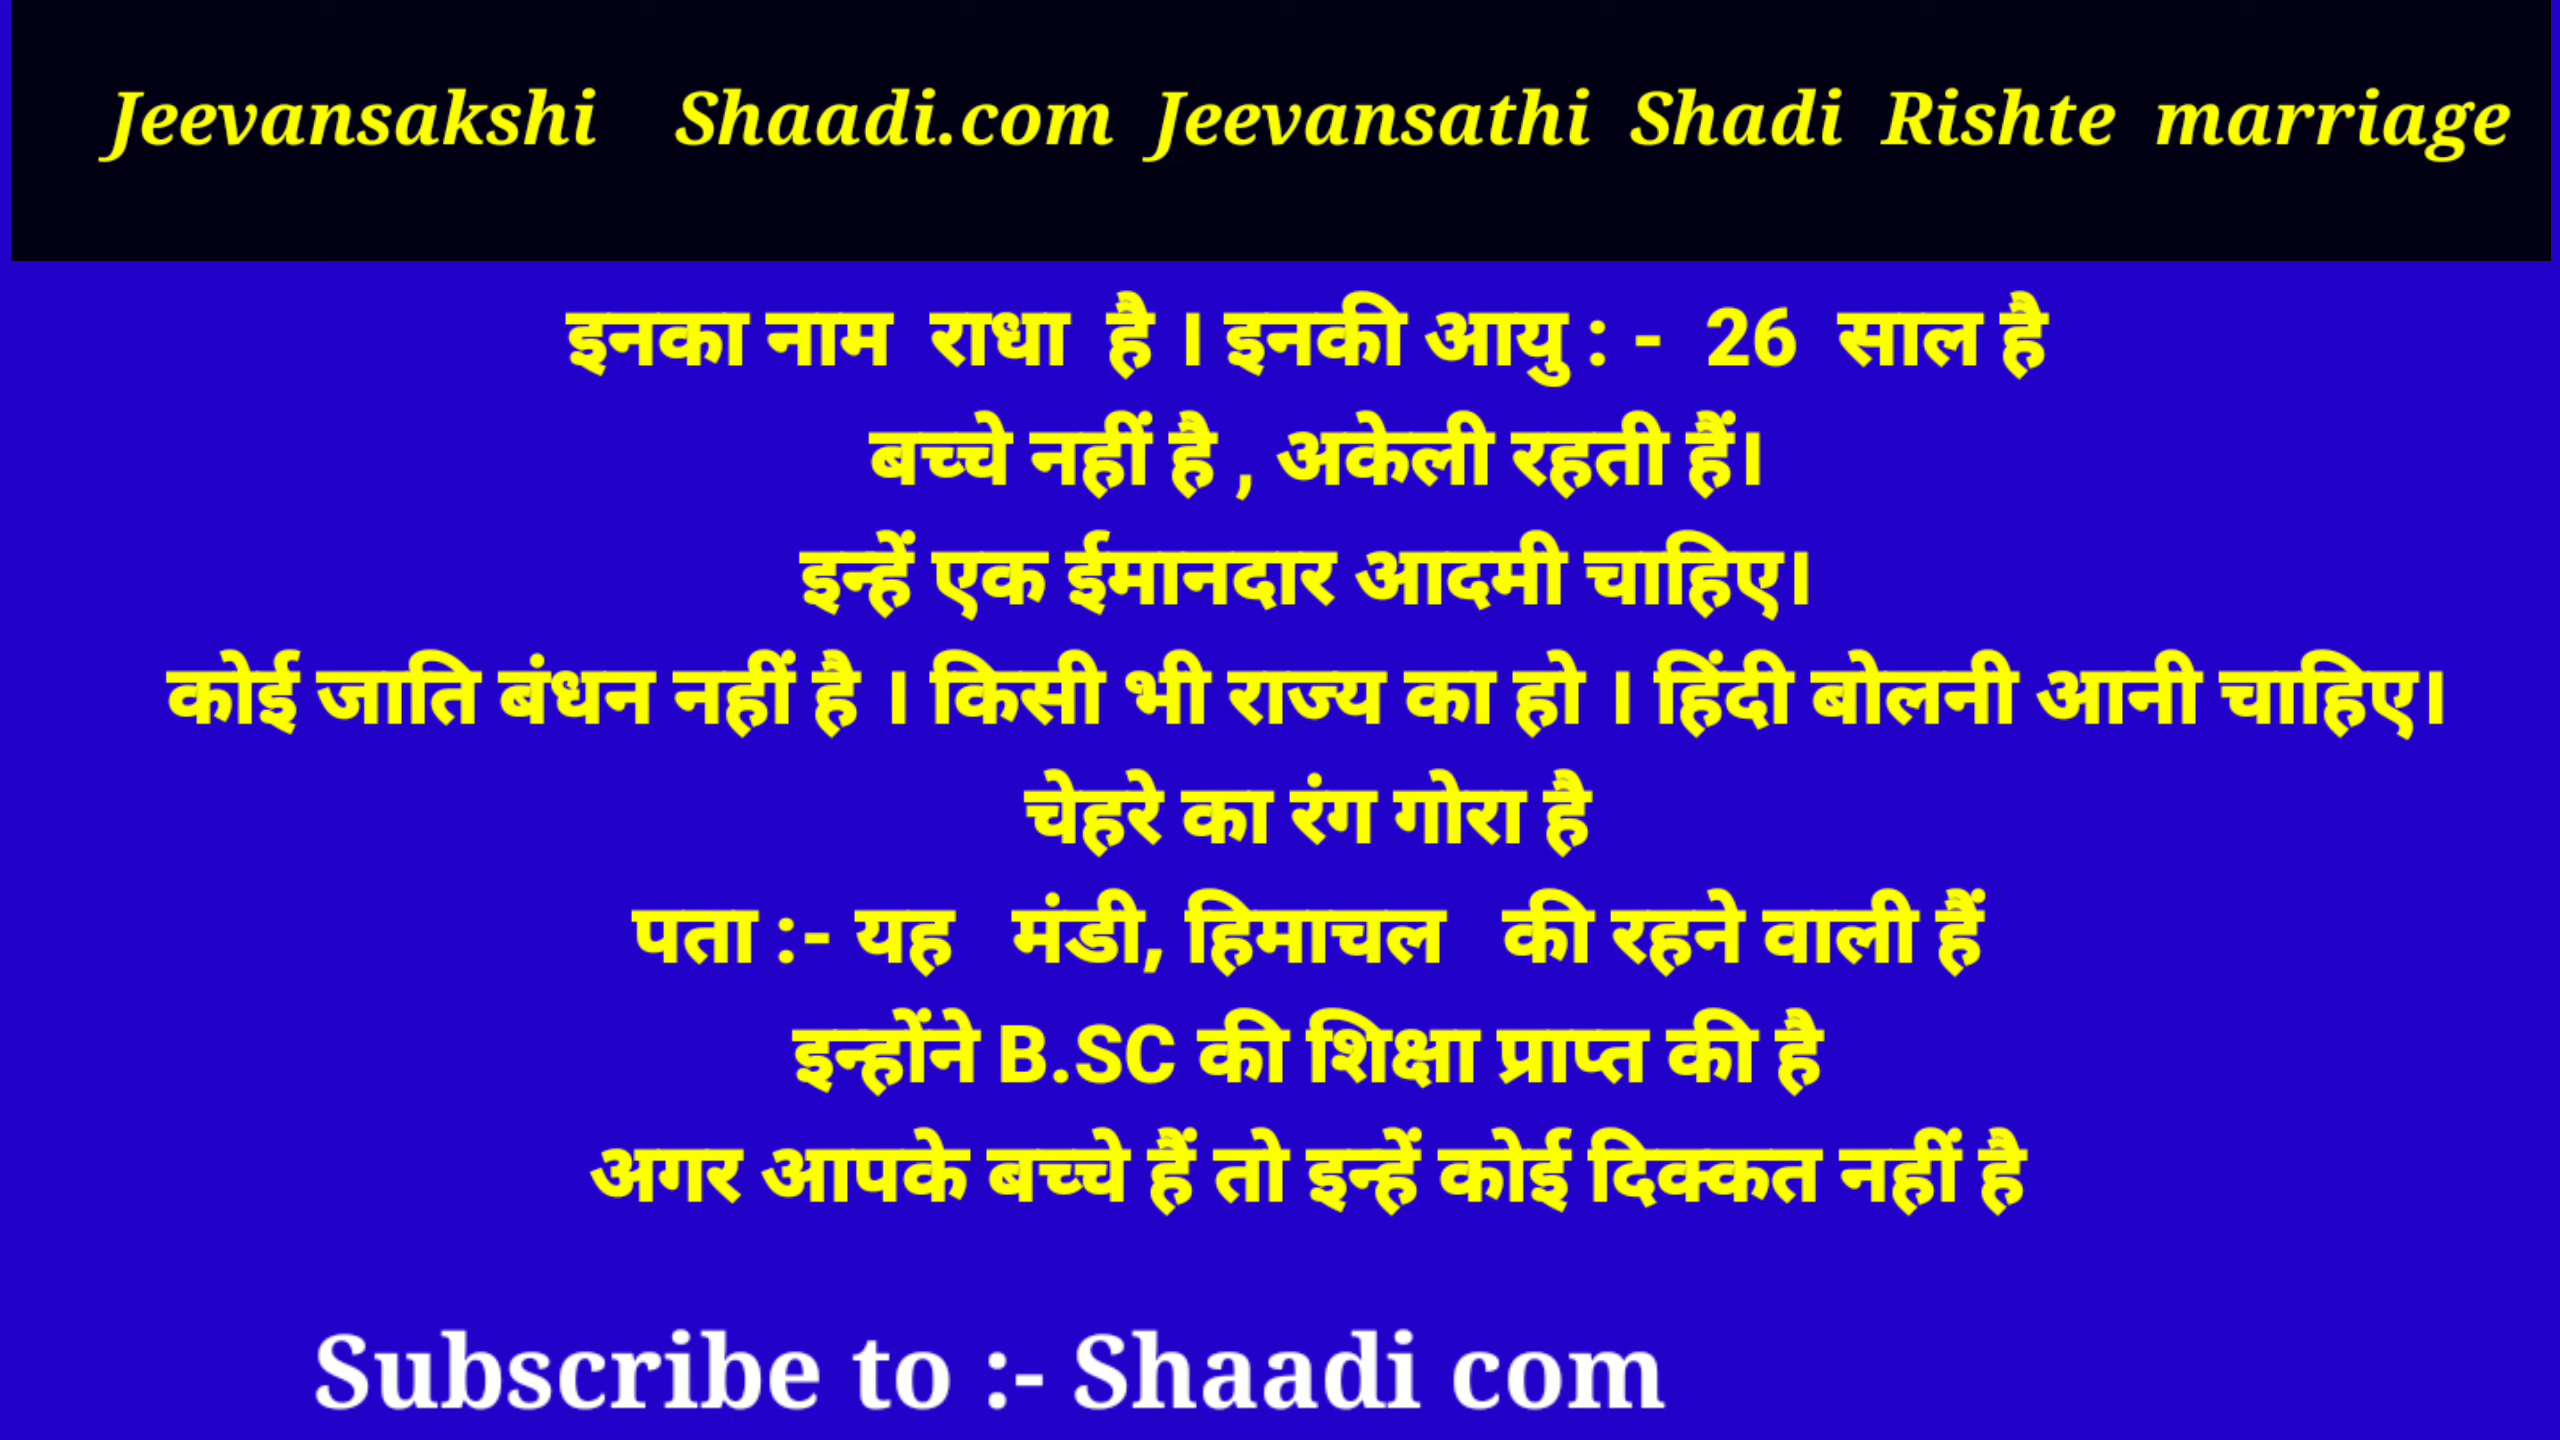 Jeevansakshi Shaadi.com Jeevansathi Shadi Rishte marriage
इनका नाम राधा है । इनकी आयु : - 26 साल है
बच्चे नहीं है , अकेली रहती हैं।
इन्हें एक ईमानदार आदमी चाहिए।
कोई जाति बंधन नहीं है । किसी भी राज्य का हो । हिंदी बोलनी आनी चाहिए।
चेहरे का रंग गोरा है
पता :- यह मंडी, हिमाचल की रहने वाली हैं
इन्होंने B.SC की शिक्षा प्राप्त की है
अगर आपके बच्चे हैं तो इन्हें कोई दिक्कत नहीं है
Subscribe to :- Shaadi com